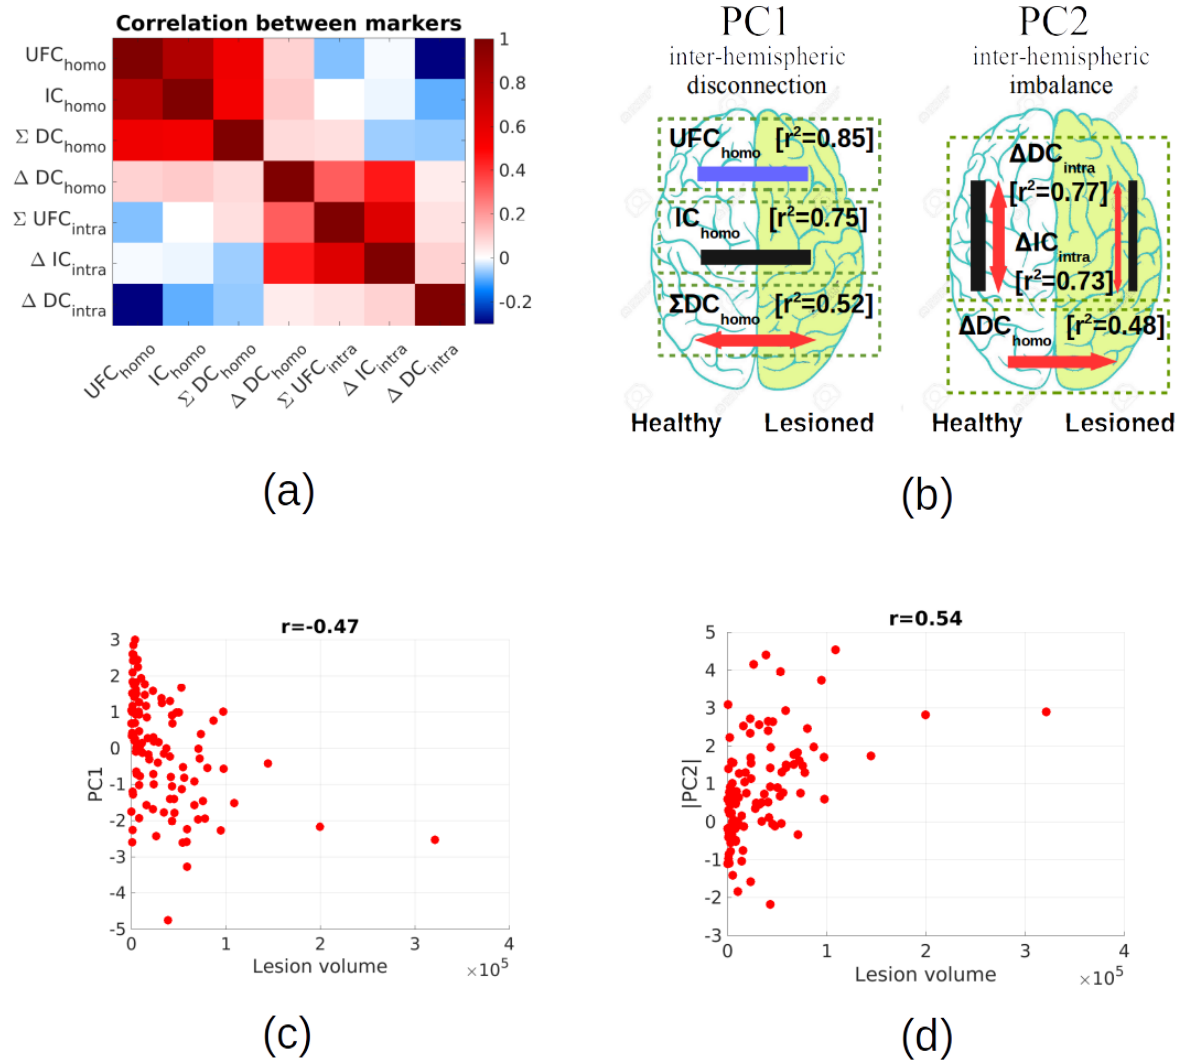 Correlation between markers
UFChomo
IChomo
Σ DChomo
Δ DChomo
Σ UFCintra
Δ ICintra
Δ DCintra
1
0.8
0.6
0.4
0.2
0
-0.2
UFChomo
IChomo
Σ DChomo
Δ DChomo
Σ UFCintra
Δ ICintra
Δ DCintra
(a)
PC1
inter-hemispheric
disconnection
UFChomo [r²=0.85]
IChomo [r²=0.75]
ΣDChomo [r²=0.52]
Healthy Lesioned
PC2
inter-hemispheric
imbalance
ΔDCintra
[r²=0.77]
ΔICintra
[r²=0.73]
ΔDChomo [r²=0.48]
Healthy Lesioned
(b)
r=-0.47
PC1
3
2
1
0
-1
-2
-3
-4
-5
0 1 2 3 4
Lesion volume
×10⁵
(c)
r=0.54
|PC2|
5
4
3
2
1
0
-1
-2
-3
0 1 2 3 4
Lesion volume
×10⁵
(d)